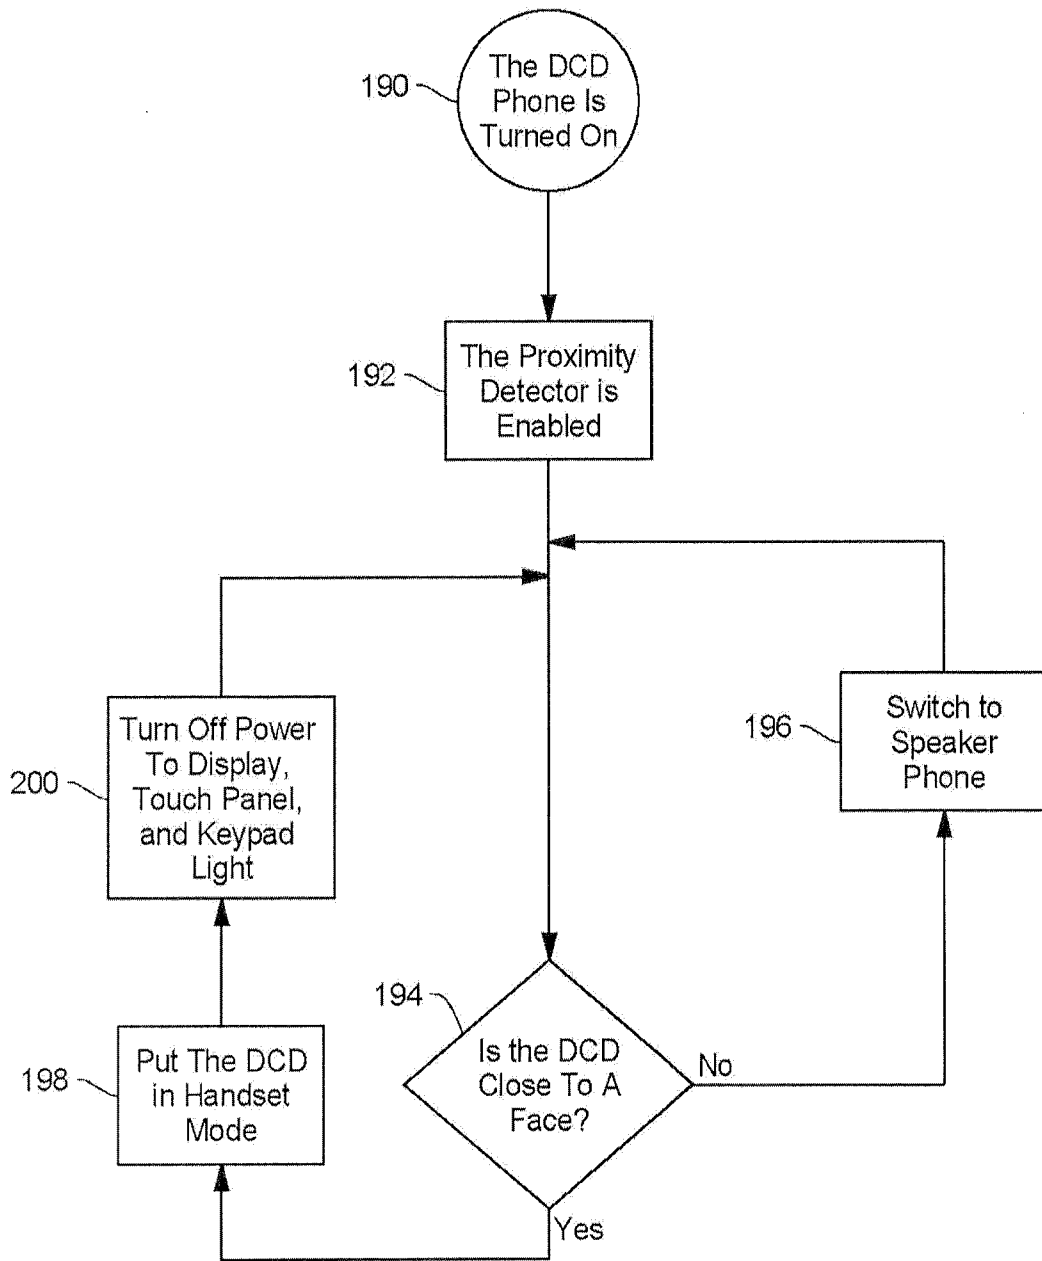 190
The DCD
Phone Is
Turned On
192
The Proximity
Detector is
Enabled
200
Turn Off Power
To Display,
Touch Panel,
and Keypad
Light
196
Switch to
Speaker
Phone
194
Is the DCD
Close To A
Face?
No
Yes
198
Put The DCD
in Handset
Mode